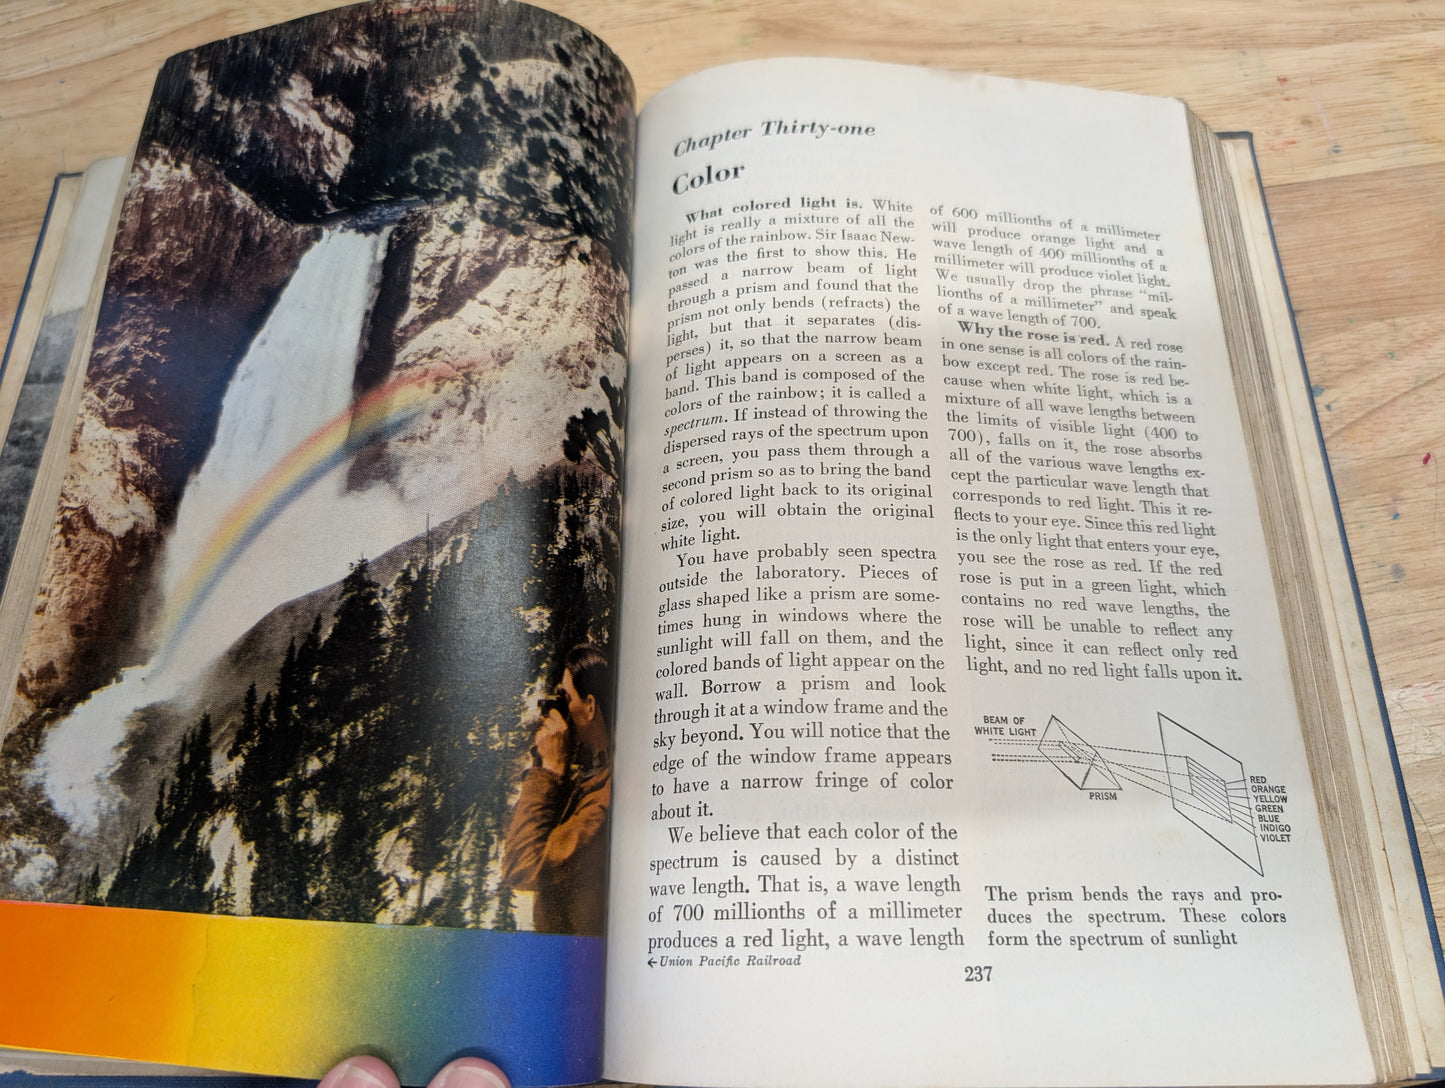 Chapter Thirty-one
Color
What colored light is. White
light is really a mixture of all the
colors of the rainbow. Sir Isaac New-
ton was the first to show this. He
passed a narrow beam of light
through a prism and found that the
prism not only bends (refracts) the
light, but that it separates (dis-
perses) it, so that the narrow beam
of light appears on a screen as a
band. This band is composed of the
colors of the rainbow; it is called a
spectrum. If instead of throwing the
dispersed rays of the spectrum upon
a screen, you pass them through a
second prism so as to bring the band
of colored light back to its original
size, you will obtain the original
white light.
You have probably seen spectra
outside the laboratory. Pieces of
glass shaped like a prism are some-
times hung in windows where the
sunlight will fall on them, and the
colored bands of light appear on the
wall. Borrow a prism and look
through it at a window frame and the
sky beyond. You will notice that the
edge of the window frame appears
to have a narrow fringe of color
about it.
We believe that each color of the
spectrum is caused by a distinct
wave length. That is, a wave length
of 700 millionths of a millimeter
produces a red light, a wave length
←Union Pacific Railroad
of 600 millionths of a millimeter
will produce orange light and a
wave length of 400 millionths of a
millimeter will produce violet light.
We usually drop the phrase “mil-
lionths of a millimeter” and speak
of a wave length of 700.
Why the rose is red. A red rose
in one sense is all colors of the rain-
bow except red. The rose is red be-
cause when white light, which is a
mixture of all wave lengths between
the limits of visible light (400 to
700), falls on it, the rose absorbs
all of the various wave lengths ex-
cept the particular wave length that
corresponds to red light. This it re-
flects to your eye. Since this red light
is the only light that enters your eye,
you see the rose as red. If the red
rose is put in a green light, which
contains no red wave lengths, the
rose will be unable to reflect any
light, since it can reflect only red
light, and no red light falls upon it.
BEAM OF
WHITE LIGHT
PRISM
RED
ORANGE
YELLOW
GREEN
BLUE
INDIGO
VIOLET
The prism bends the rays and pro-
duces the spectrum. These colors
form the spectrum of sunlight
237